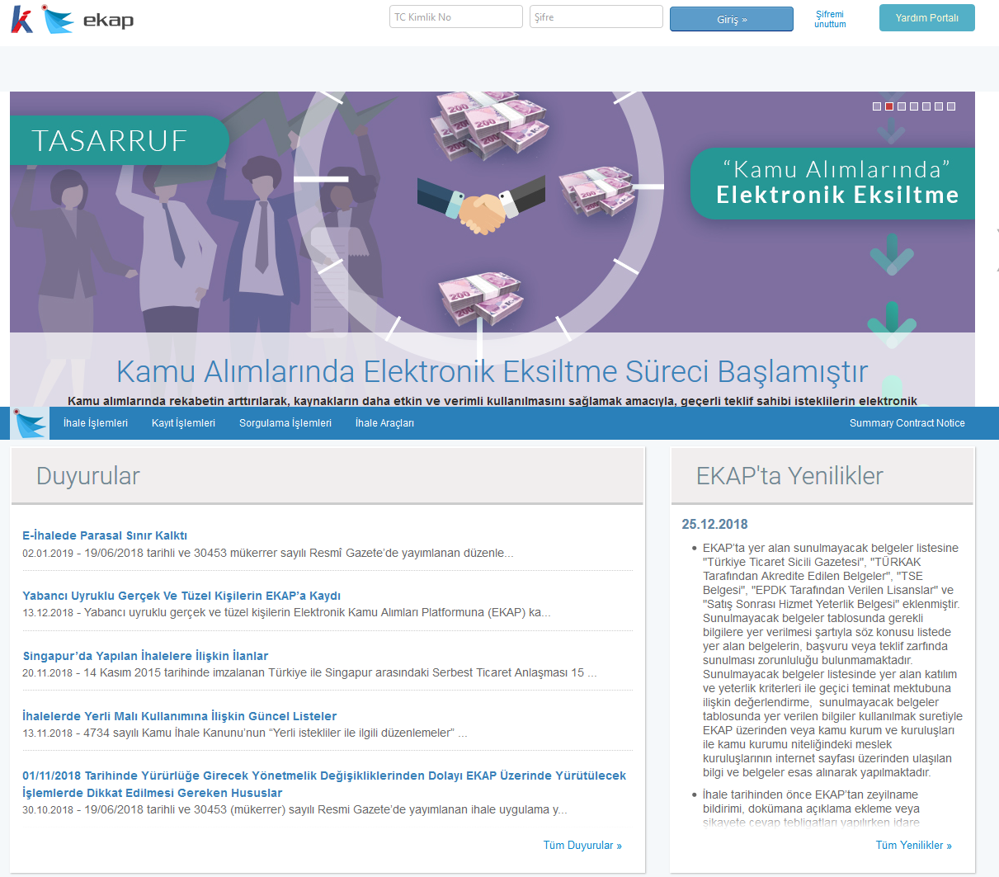 ekap
TC Kimlik No
Şifre
Giriş »
Şifremi
unuttum
Yardım Portalı
TASARRUF
“Kamu Alımlarında”
Elektronik Eksiltme
200
200
200
200
200
200
Kamu Alımlarında Elektronik Eksiltme Süreci Başlamıştır
Kamu alımlarında rekabetin arttırılarak, kaynakların daha etkin ve verimli kullanılmasını sağlamak amacıyla, geçerli teklif sahibi isteklilerin elektronik
İhale İşlemleri
Kayıt İşlemleri
Sorgulama İşlemleri
İhale Araçları
Summary Contract Notice
Duyurular
E-İhalede Parasal Sınır Kalktı
02.01.2019 - 19/06/2018 tarihli ve 30453 mükerrer sayılı Resmî Gazete’de yayımlanan düzenle...
Yabancı Uyruklu Gerçek Ve Tüzel Kişilerin EKAP’a Kaydı
13.12.2018 - Yabancı uyruklu gerçek ve tüzel kişilerin Elektronik Kamu Alımları Platformuna (EKAP) ka...
Singapur’da Yapılan İhalelere İlişkin İlanlar
20.11.2018 - 14 Kasım 2015 tarihinde imzalanan Türkiye ile Singapur arasındaki Serbest Ticaret Anlaşması 15 ...
İhalelerde Yerli Malı Kullanımına İlişkin Güncel Listeler
13.11.2018 - 4734 sayılı Kamu İhale Kanunu’nun “Yerli istekliler ile ilgili düzenlemeler” ...
01/11/2018 Tarihinde Yürürlüğe Girecek Yönetmelik Değişikliklerinden Dolayı EKAP Üzerinde Yürütülecek
İşlemlerde Dikkat Edilmesi Gereken Hususlar
30.10.2018 - 19/06/2018 tarihli ve 30453 (mükerrer) sayılı Resmi Gazete’de yayımlanan ihale uygulama y...
Tüm Duyurular »
EKAP'ta Yenilikler
25.12.2018
• EKAP’ta yer alan sunulmayacak belgeler listesine
"Türkiye Ticaret Sicili Gazetesi", "TÜRKAK
Tarafından Akredite Edilen Belgeler", "TSE
Belgesi", "EPDK Tarafından Verilen Lisanslar" ve
"Satış Sonrası Hizmet Yeterlik Belgesi" eklenmiştir.
Sunulmayacak belgeler tablosunda gerekli
bilgilere yer verilmesi şartıyla söz konusu listede
yer alan belgelerin, başvuru veya teklif zarfında
sunulması zorunluluğu bulunmamaktadır.
Sunulmayacak belgeler listesinde yer alan katılım
ve yeterlik kriterleri ile geçici teminat mektubuna
ilişkin değerlendirme, sunulmayacak belgeler
tablosunda yer verilen bilgiler kullanılmak suretiyle
EKAP üzerinden veya kamu kurum ve kuruluşları
ile kamu kurumu niteliğindeki meslek
kuruluşlarının internet sayfası üzerinden ulaşılan
bilgi ve belgeler esas alınarak yapılmaktadır.
• İhale tarihinden önce EKAP’tan zeyilname
bildirimi, dokümana açıklama ekleme veya
şikayete cevap tebligatları yapılırken idare
Tüm Yenilikler »